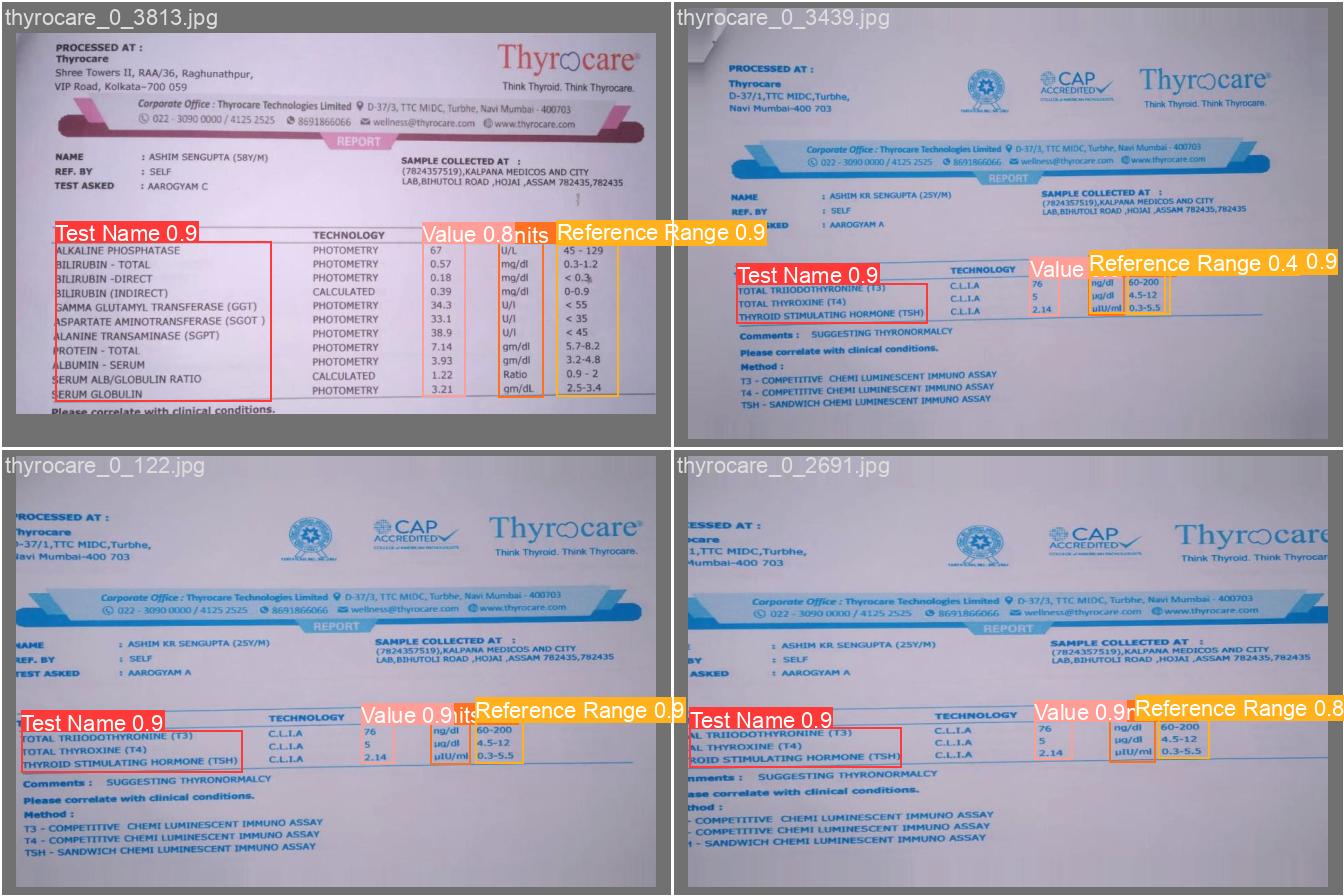 thyrocare_0_3813.jpg
PROCESSED AT :
Thyrocare
Shree Towers II, RAA/36, Raghunathpur,
VIP Road, Kolkata-700 059
Thyrocare®
Think Thyroid. Think Thyrocare.
Corporate Office : Thyrocare Technologies Limited D-37/3, TTC MIDC, Turbhe, Navi Mumbai - 400703
022 - 3090 0000 / 4125 2525 8691866066 wellness@thyrocare.com www.thyrocare.com
REPORT
NAME : ASHIM SENGUPTA (58Y/M)
REF. BY : SELF
TEST ASKED : AAROGYAM C
SAMPLE COLLECTED AT :
(7824357519),KALPANA MEDICOS AND CITY
LAB,BIHUTOLI ROAD ,HOJAI ,ASSAM 782435,782435
Test Name 0.9 Value 0.8 nits Reference Range 0.9
TECHNOLOGY
ALKALINE PHOSPHATASE PHOTOMETRY 67 U/L 45 - 129
BILIRUBIN - TOTAL PHOTOMETRY 0.57 mg/dl 0.3-1.2
BILIRUBIN -DIRECT PHOTOMETRY 0.18 mg/dl < 0.3
BILIRUBIN (INDIRECT) CALCULATED 0.39 mg/dl 0-0.9
GAMMA GLUTAMYL TRANSFERASE (GGT) PHOTOMETRY 34.3 U/l < 55
ASPARTATE AMINOTRANSFERASE (SGOT ) PHOTOMETRY 33.1 U/l < 35
ALANINE TRANSAMINASE (SGPT) PHOTOMETRY 38.9 U/l < 45
PROTEIN - TOTAL PHOTOMETRY 7.14 gm/dl 5.7-8.2
ALBUMIN - SERUM PHOTOMETRY 3.93 gm/dl 3.2-4.8
SERUM ALB/GLOBULIN RATIO CALCULATED 1.22 Ratio 0.9 - 2
SERUM GLOBULIN PHOTOMETRY 3.21 gm/dL 2.5-3.4
Please correlate with clinical conditions.
thyrocare_0_3439.jpg
PROCESSED AT :
Thyrocare
D-37/1,TTC MIDC,Turbhe,
Navi Mumbai-400 703
CAP
ACCREDITED
COLLEGE of AMERICAN PATHOLOGISTS
Thyrocare®
Think Thyroid. Think Thyrocare.
Corporate Office : Thyrocare Technologies Limited D-37/3, TTC MIDC, Turbhe, Navi Mumbai - 400703
022 - 3090 0000 / 4125 2525 8691866066 wellness@thyrocare.com www.thyrocare.com
REPORT
NAME : ASHIM KR SENGUPTA (25Y/M)
REF. BY : SELF
KED : AAROGYAM A
SAMPLE COLLECTED AT :
(7824357519),KALPANA MEDICOS AND CITY
LAB,BIHUTOLI ROAD ,HOJAI ,ASSAM 782435,782435
Test Name 0.9 Value Reference Range 0.4 0.9
TECHNOLOGY
TOTAL TRIIODOTHYRONINE (T3) C.L.I.A 76 ng/dl 60-200
TOTAL THYROXINE (T4) C.L.I.A 5 µg/dl 4.5-12
THYROID STIMULATING HORMONE (TSH) C.L.I.A 2.14 µIU/ml 0.3-5.5
Comments : SUGGESTING THYRONORMALCY
Please correlate with clinical conditions.
Method :
T3 - COMPETITIVE CHEMI LUMINESCENT IMMUNO ASSAY
T4 - COMPETITIVE CHEMI LUMINESCENT IMMUNO ASSAY
TSH - SANDWICH CHEMI LUMINESCENT IMMUNO ASSAY
thyrocare_0_122.jpg
ROCESSED AT :
hyrocare
D-37/1,TTC MIDC,Turbhe,
Navi Mumbai-400 703
CAP
ACCREDITED
COLLEGE of AMERICAN PATHOLOGISTS
Thyrocare®
Think Thyroid. Think Thyrocare.
Corporate Office : Thyrocare Technologies Limited D-37/3, TTC MIDC, Turbhe, Navi Mumbai - 400703
022 - 3090 0000 / 4125 2525 8691866066 wellness@thyrocare.com www.thyrocare.com
REPORT
NAME : ASHIM KR SENGUPTA (25Y/M)
REF. BY : SELF
TEST ASKED : AAROGYAM A
SAMPLE COLLECTED AT :
(7824357519),KALPANA MEDICOS AND CITY
LAB,BIHUTOLI ROAD ,HOJAI ,ASSAM 782435,782435
Test Name 0.9 Value 0.9 its Reference Range 0.9
TECHNOLOGY
TOTAL TRIIODOTHYRONINE (T3) C.L.I.A 76 ng/dl 60-200
TOTAL THYROXINE (T4) C.L.I.A 5 µg/dl 4.5-12
THYROID STIMULATING HORMONE (TSH) C.L.I.A 2.14 µIU/ml 0.3-5.5
Comments : SUGGESTING THYRONORMALCY
Please correlate with clinical conditions.
Method :
T3 - COMPETITIVE CHEMI LUMINESCENT IMMUNO ASSAY
T4 - COMPETITIVE CHEMI LUMINESCENT IMMUNO ASSAY
TSH - SANDWICH CHEMI LUMINESCENT IMMUNO ASSAY
thyrocare_0_2691.jpg
CESSED AT :
ocare
1,TTC MIDC,Turbhe,
Mumbai-400 703
CAP
ACCREDITED
COLLEGE of AMERICAN PATHOLOGISTS
Thyrocare
Think Thyroid. Think Thyrocare.
Corporate Office : Thyrocare Technologies Limited D-37/3, TTC MIDC, Turbhe, Navi Mumbai - 400703
022 - 3090 0000 / 4125 2525 8691866066 wellness@thyrocare.com www.thyrocare.com
REPORT
: ASHIM KR SENGUPTA (25Y/M)
BY : SELF
ASKED : AAROGYAM A
SAMPLE COLLECTED AT :
(7824357519),KALPANA MEDICOS AND CITY
LAB,BIHUTOLI ROAD ,HOJAI ,ASSAM 782435,782435
Test Name 0.9 Value 0.9 Reference Range 0.8
TECHNOLOGY
AL TRIIODOTHYRONINE (T3) C.L.I.A 76 ng/dl 60-200
AL THYROXINE (T4) C.L.I.A 5 µg/dl 4.5-12
ROID STIMULATING HORMONE (TSH) C.L.I.A 2.14 µIU/ml 0.3-5.5
mments : SUGGESTING THYRONORMALCY
ase correlate with clinical conditions.
thod :
- COMPETITIVE CHEMI LUMINESCENT IMMUNO ASSAY
- COMPETITIVE CHEMI LUMINESCENT IMMUNO ASSAY
- SANDWICH CHEMI LUMINESCENT IMMUNO ASSAY